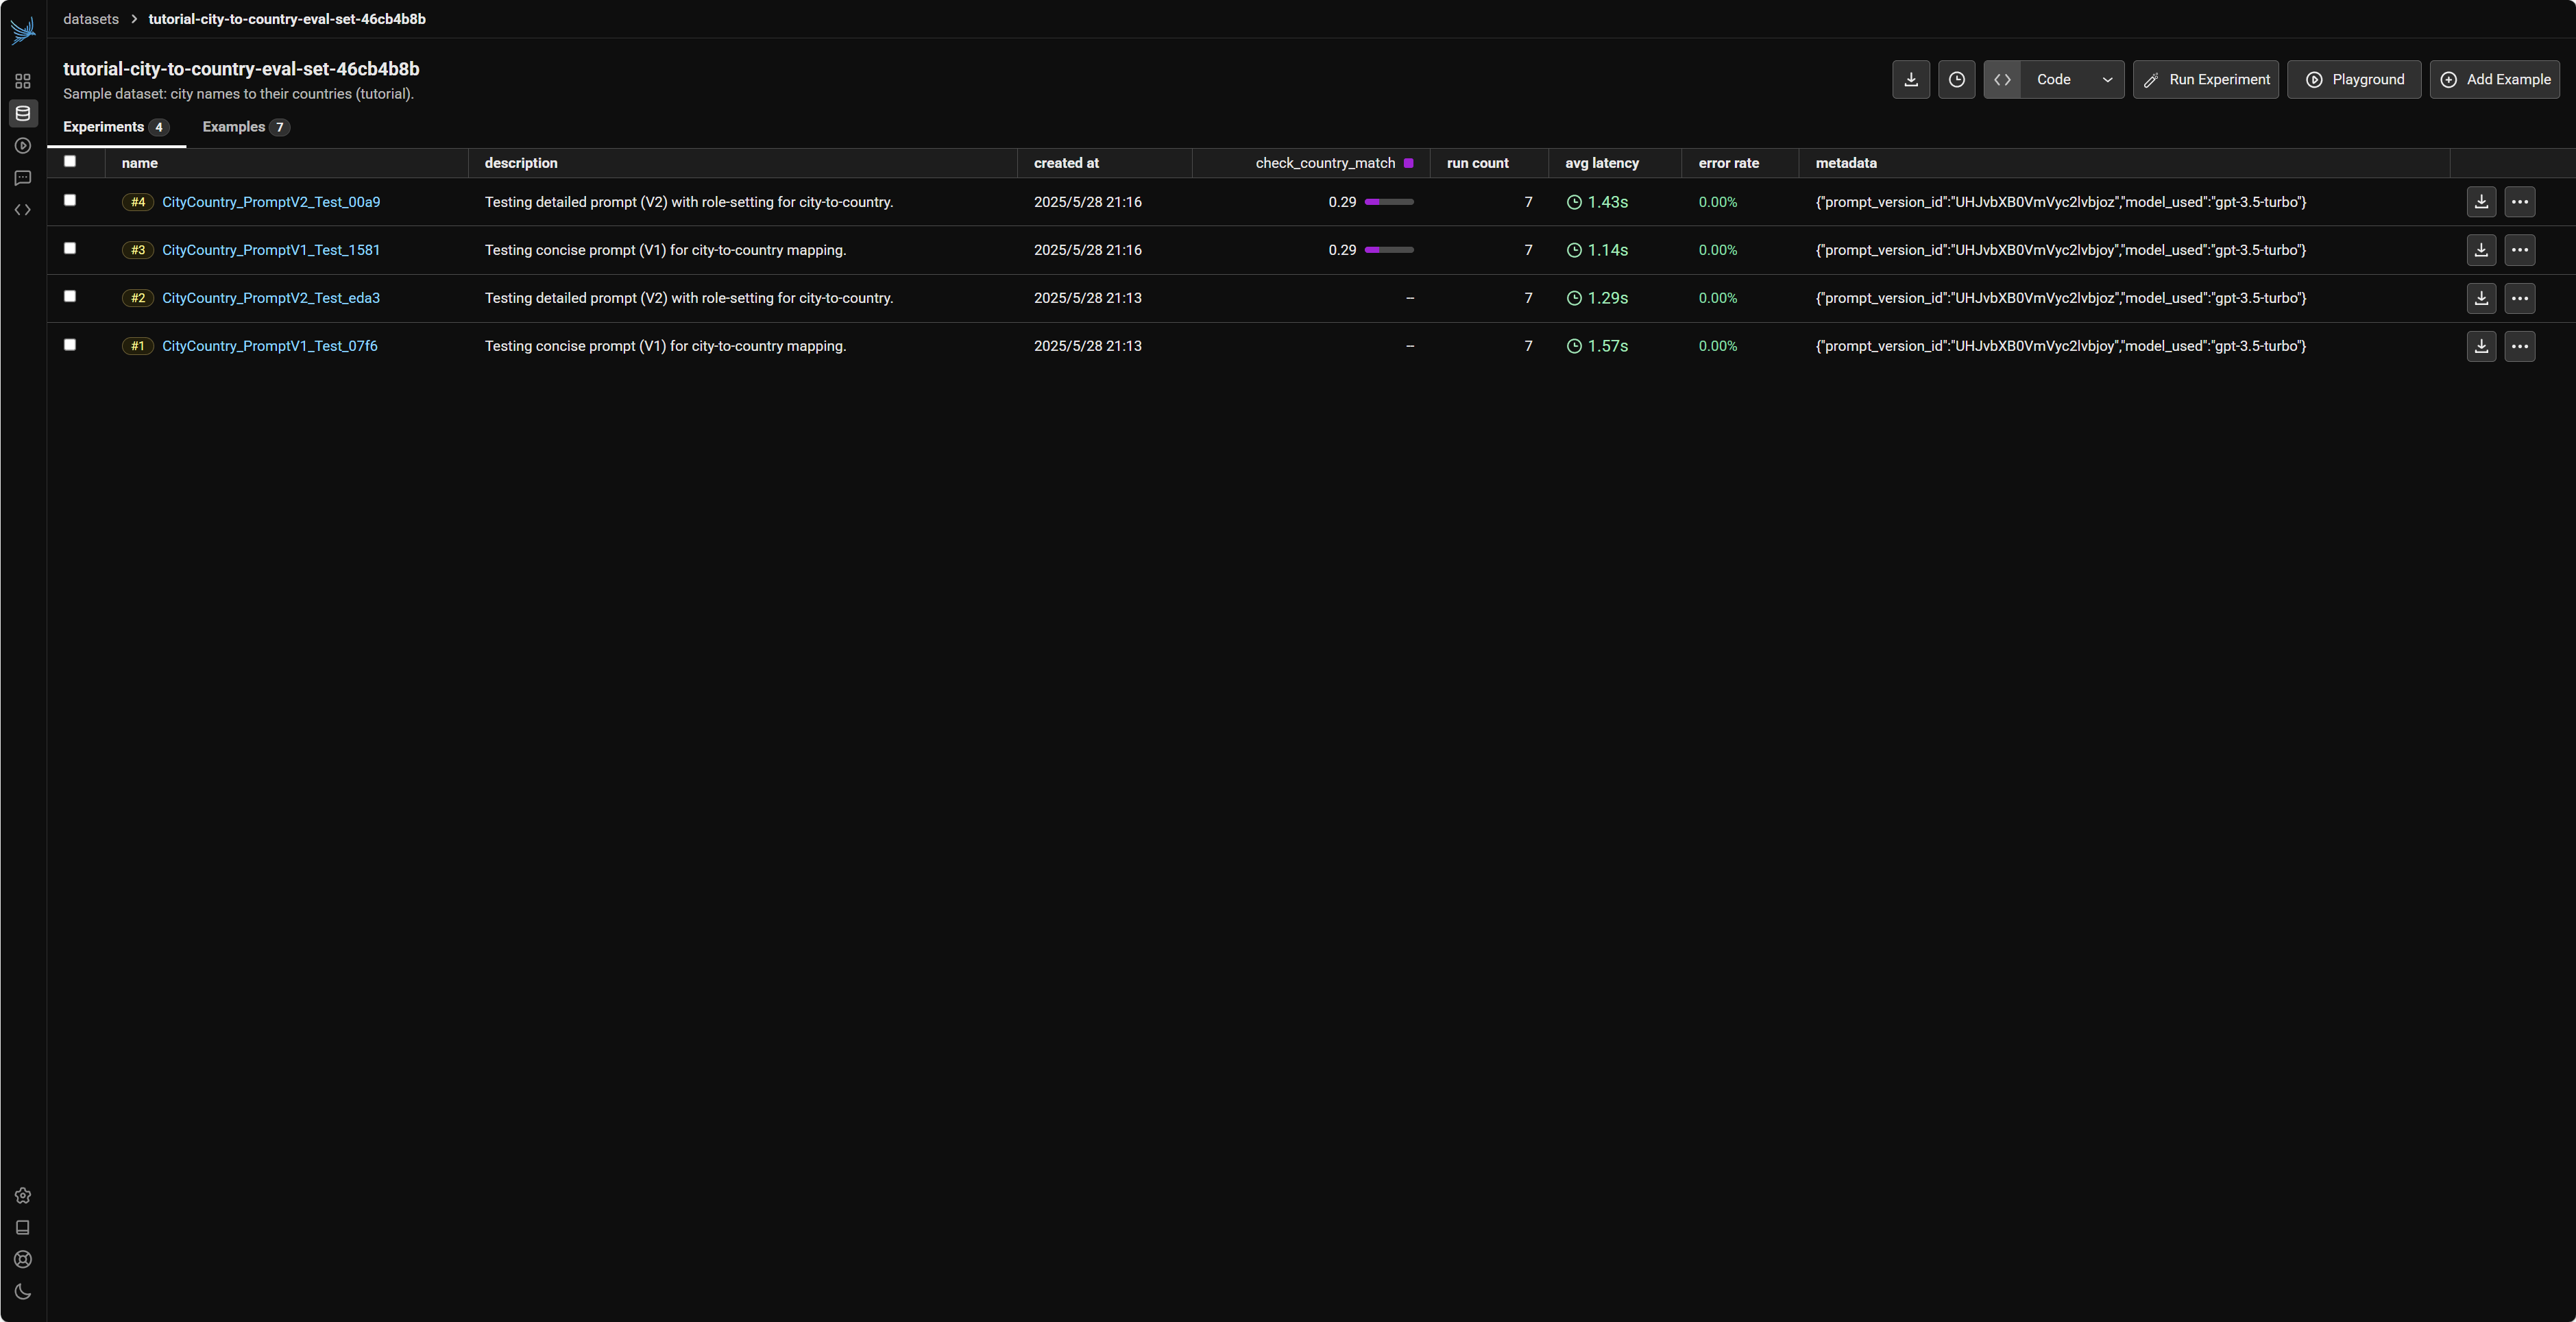 datasets > tutorial-city-to-country-eval-set-46cb4b8b
tutorial-city-to-country-eval-set-46cb4b8b
Sample dataset: city names to their countries (tutorial).
Code Run Experiment Playground Add Example
Experiments 4 Examples 7
name description created at check_country_match run count avg latency error rate metadata
#4 CityCountry_PromptV2_Test_00a9 Testing detailed prompt (V2) with role-setting for city-to-country. 2025/5/28 21:16 0.29 7 1.43s 0.00% {"prompt_version_id":"UHJvbXB0VmVyc2lvbjoz","model_used":"gpt-3.5-turbo"}
#3 CityCountry_PromptV1_Test_1581 Testing concise prompt (V1) for city-to-country mapping. 2025/5/28 21:16 0.29 7 1.14s 0.00% {"prompt_version_id":"UHJvbXB0VmVyc2lvbjoy","model_used":"gpt-3.5-turbo"}
#2 CityCountry_PromptV2_Test_eda3 Testing detailed prompt (V2) with role-setting for city-to-country. 2025/5/28 21:13 -- 7 1.29s 0.00% {"prompt_version_id":"UHJvbXB0VmVyc2lvbjoz","model_used":"gpt-3.5-turbo"}
#1 CityCountry_PromptV1_Test_07f6 Testing concise prompt (V1) for city-to-country mapping. 2025/5/28 21:13 -- 7 1.57s 0.00% {"prompt_version_id":"UHJvbXB0VmVyc2lvbjoy","model_used":"gpt-3.5-turbo"}